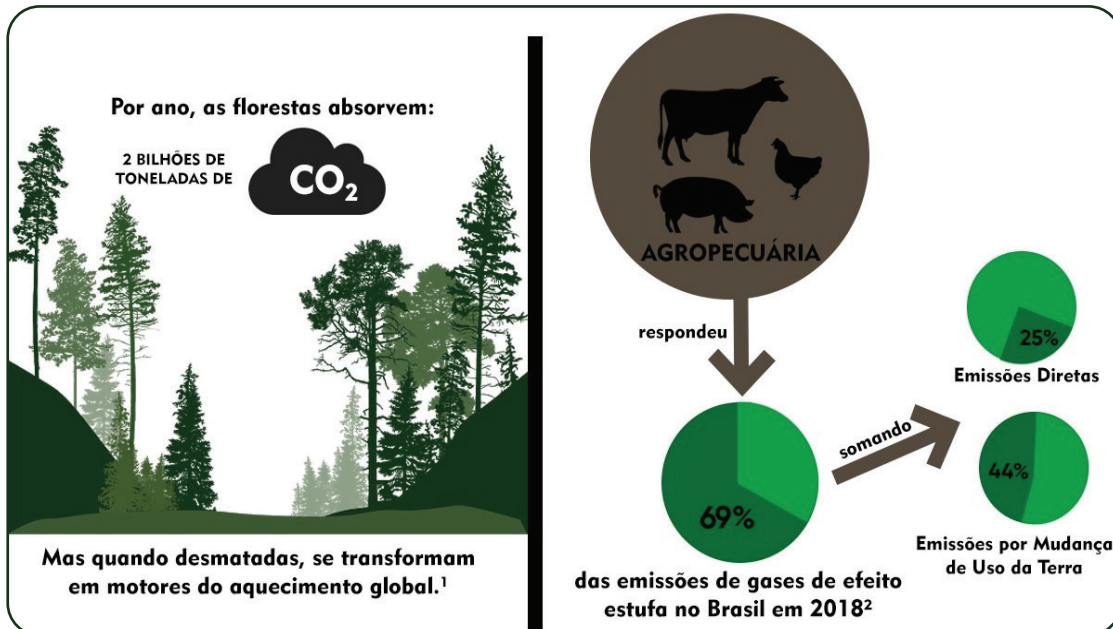 Por ano, as florestas absorvem:
2 BILHÕES DE
TONELADAS DE
CO₂
Mas quando desmatadas, se transformam
em motores do aquecimento global.¹
AGROPECUÁRIA
respondeu
69%
das emissões de gases de efeito
estufa no Brasil em 2018²
somando
25%
Emissões Diretas
44%
Emissões por Mudança
de Uso da Terra